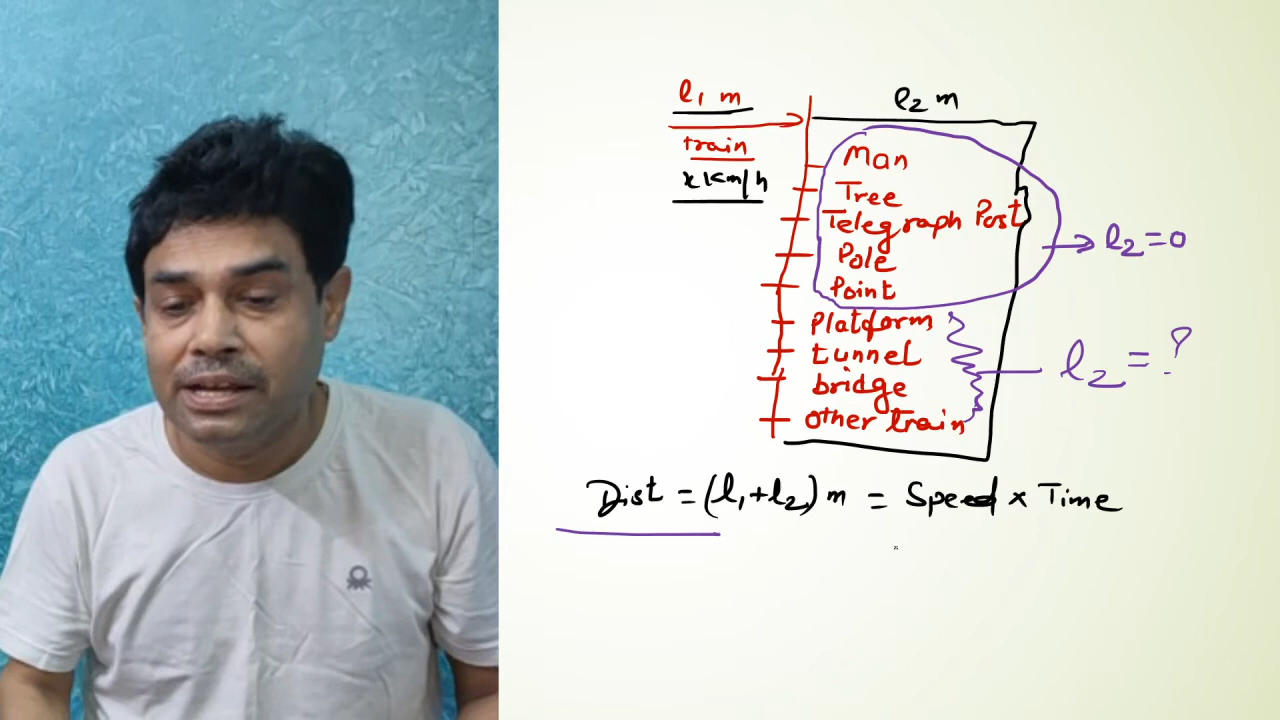 l₁ m
l₂ m
train
x Km/h
Man
Tree
Telegraph Post
Pole
Point
l₂ = 0
Platform
tunnel
bridge
other train
l₂ = ?
Dist = (l₁ + l₂) m = Speed × Time